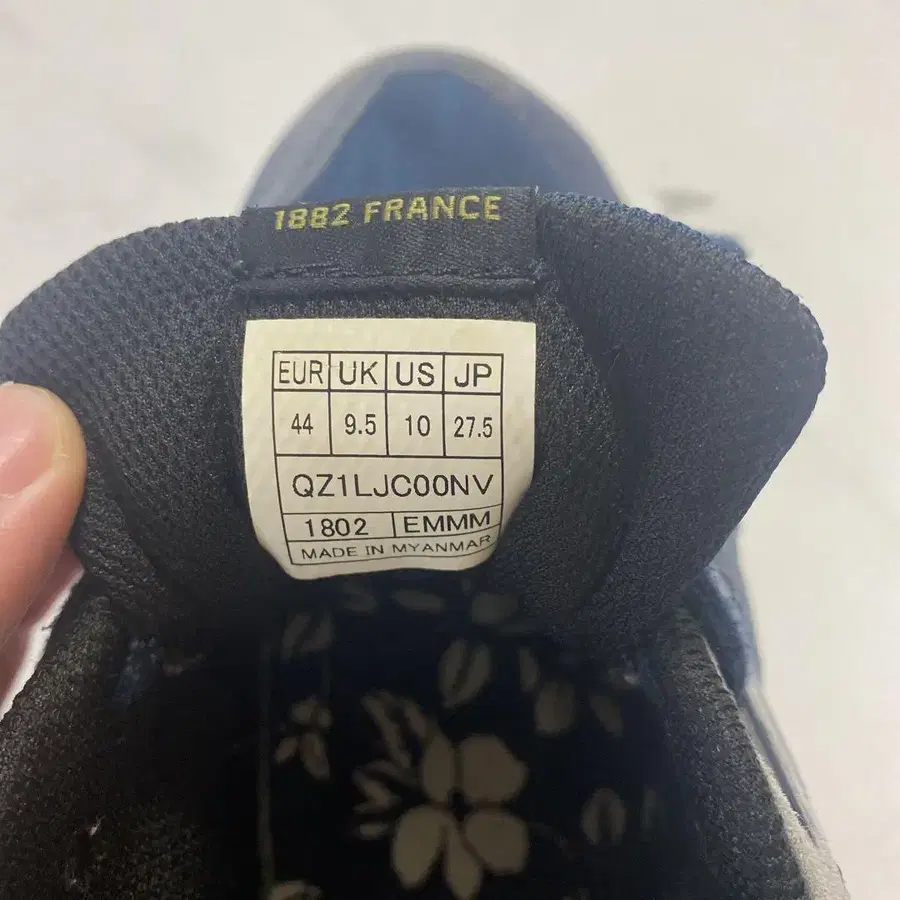 1882 FRANCE
EUR UK US JP
44 9.5 10 27.5
QZ1LJC00NV
1802 EMMM
MADE IN MYANMAR